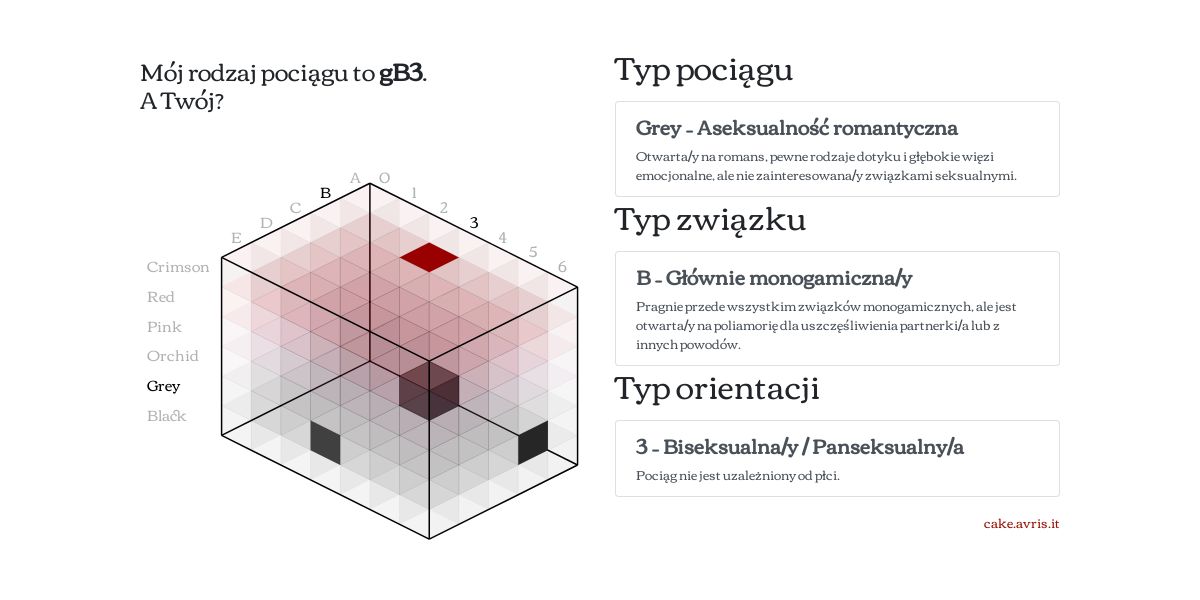 Mój rodzaj pociągu to gB3.
A Twój?
A
B
C
D
E
0
1
2
3
4
5
6
Crimson
Red
Pink
Orchid
Grey
Black
Typ pociągu
Grey – Aseksualność romantyczna
Otwarta/y na romans, pewne rodzaje dotyku i głębokie więzi
emocjonalne, ale nie zainteresowana/y związkami seksualnymi.
Typ związku
B – Głównie monogamiczna/y
Pragnie przede wszystkim związków monogamicznych, ale jest
otwarta/y na poliamorię dla uszczęśliwienia partnerki/a lub z
innych powodów.
Typ orientacji
3 – Biseksualna/y / Panseksualny/a
Pociąg nie jest uzależniony od płci.
cake.avris.it